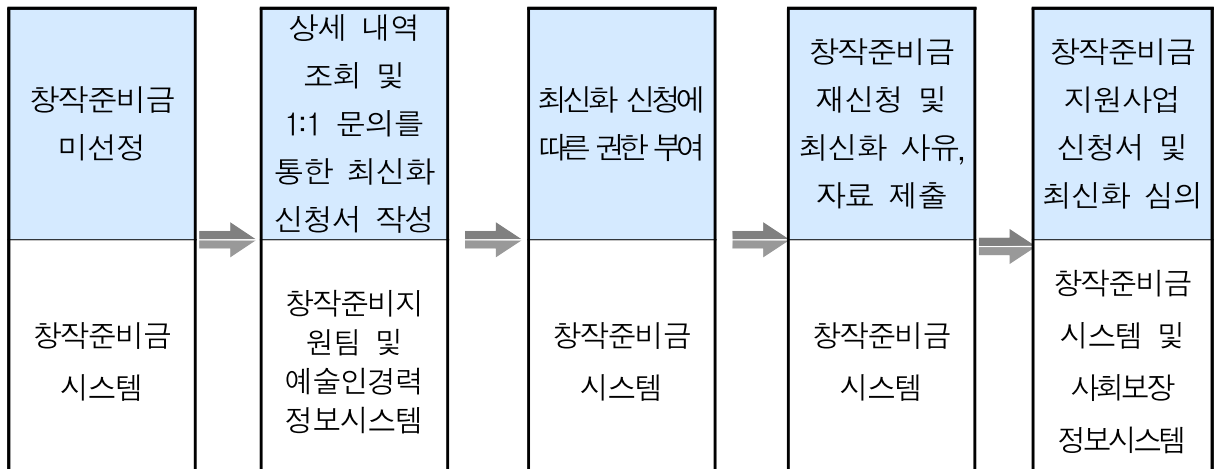 창작준비금
미선정
창작준비금
시스템
상세 내역
조회 및
1:1 문의를
통한 최신화
신청서 작성
창작준비지
원팀 및
예술인경력
정보시스템
최신화 신청에
따른 권한 부여
창작준비금
시스템
창작준비금
재신청 및
최신화 사유,
자료 제출
창작준비금
시스템
창작준비금
지원사업
신청서 및
최신화 심의
창작준비금
시스템 및
사회보장
정보시스템